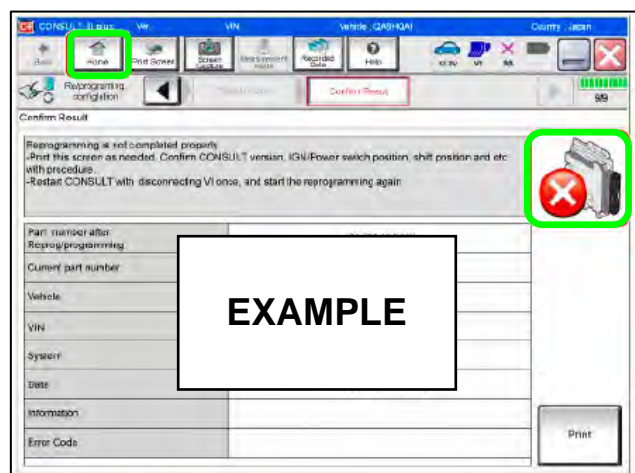 CONSULT-III plus Ver. VIN Vehicle : QASHQAI Country : Japan
Back Home Print Screen Screen Capture Measurement Mode Recorded Data Help VI MI
Confirm Result 9/9
Confirm Result
Reprogramming is not completed properly
-Print this screen as needed. Confirm CONSULT version, IGN/Power switch position, shift position and etc
with procedure.
-Restart CONSULT with disconnecting VI once, and start the reprogramming again
Part number after
Reprog/programming
Current part number
Vehicle
EXAMPLE
VIN
System
Date
Information
Error Code
Print